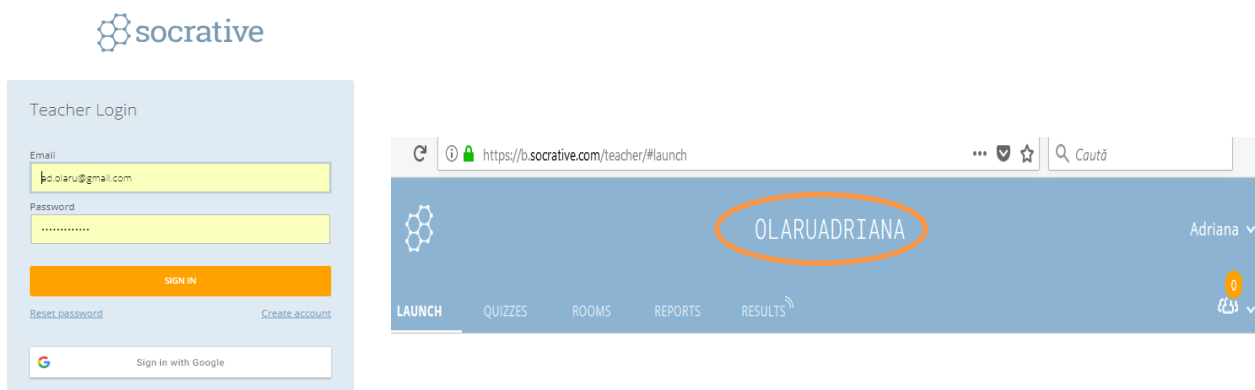 socrative
Teacher Login
Email
ad.olaru@gmail.com
Password
•••••••••••••
SIGN IN
Reset password
Create account
G
Sign in with Google
https://b.socrative.com/teacher/#launch
Caută
OLARUADRIANA
Adriana
0
LAUNCH
QUIZZES
ROOMS
REPORTS
RESULTS